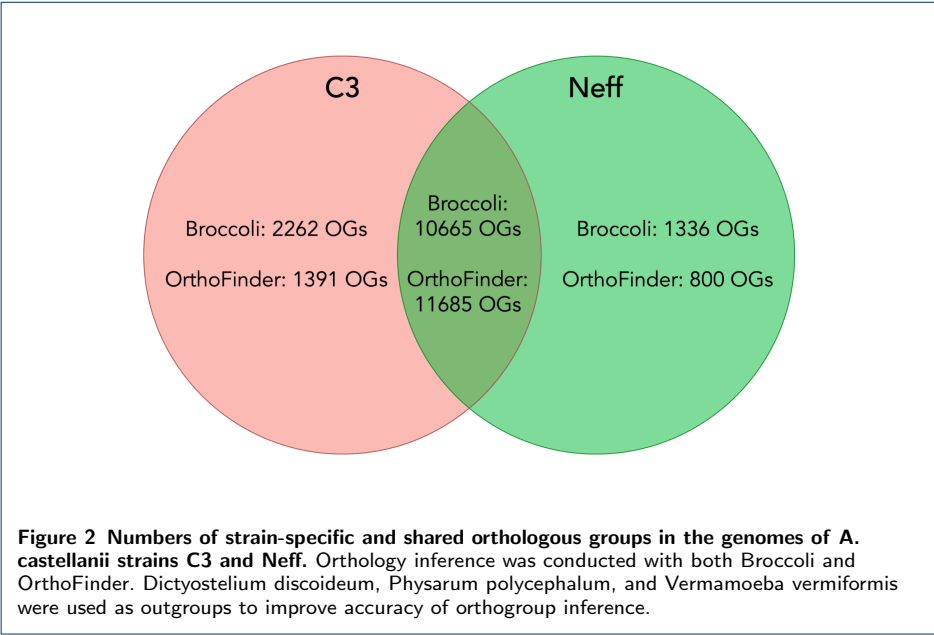 C3
Neff
Broccoli: 2262 OGs
OrthoFinder: 1391 OGs
Broccoli:
10665 OGs
OrthoFinder:
11685 OGs
Broccoli: 1336 OGs
OrthoFinder: 800 OGs
Figure 2 Numbers of strain-specific and shared orthologous groups in the genomes of A.
castellanii strains C3 and Neff. Orthology inference was conducted with both Broccoli and
OrthoFinder. Dictyostelium discoideum, Physarum polycephalum, and Vermamoeba vermiformis
were used as outgroups to improve accuracy of orthogroup inference.